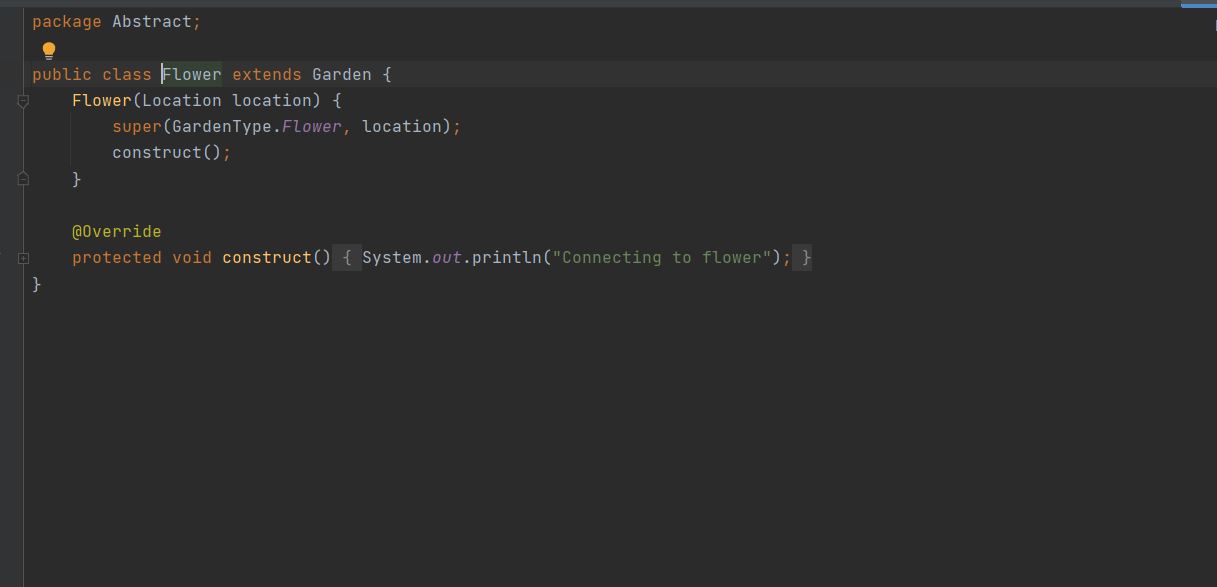 package Abstract;
public class Flower extends Garden {
    Flower(Location location) {
        super(GardenType.Flower, location);
        construct();
    }
    @Override
    protected void construct() { System.out.println("Connecting to flower"); }
}